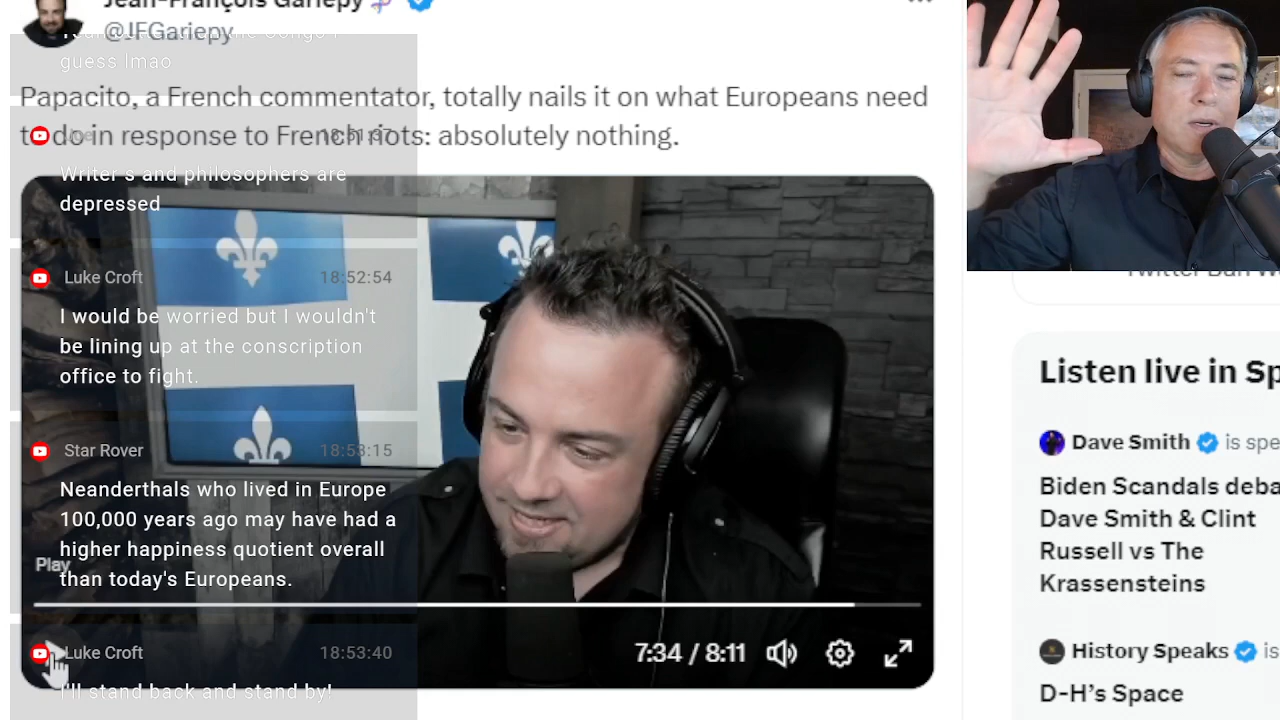 Jean-François Gariépy
@JFGariepy
guess lmao
Papacito, a French commentator, totally nails it on what Europeans need
to do in response to French riots: absolutely nothing.
Writer s and philosophers are
depressed
Luke Croft 18:52:54
I would be worried but I wouldn't
be lining up at the conscription
office to fight.
Star Rover 18:53:15
Neanderthals who lived in Europe
100,000 years ago may have had a
higher happiness quotient overall
than today's Europeans.
Play
7:34 / 8:11
Luke Croft 18:53:40
I'll stand back and stand by!
Listen live in Sp
Dave Smith is spe
Biden Scandals deba
Dave Smith & Clint
Russell vs The
Krassensteins
History Speaks is
D-H's Space